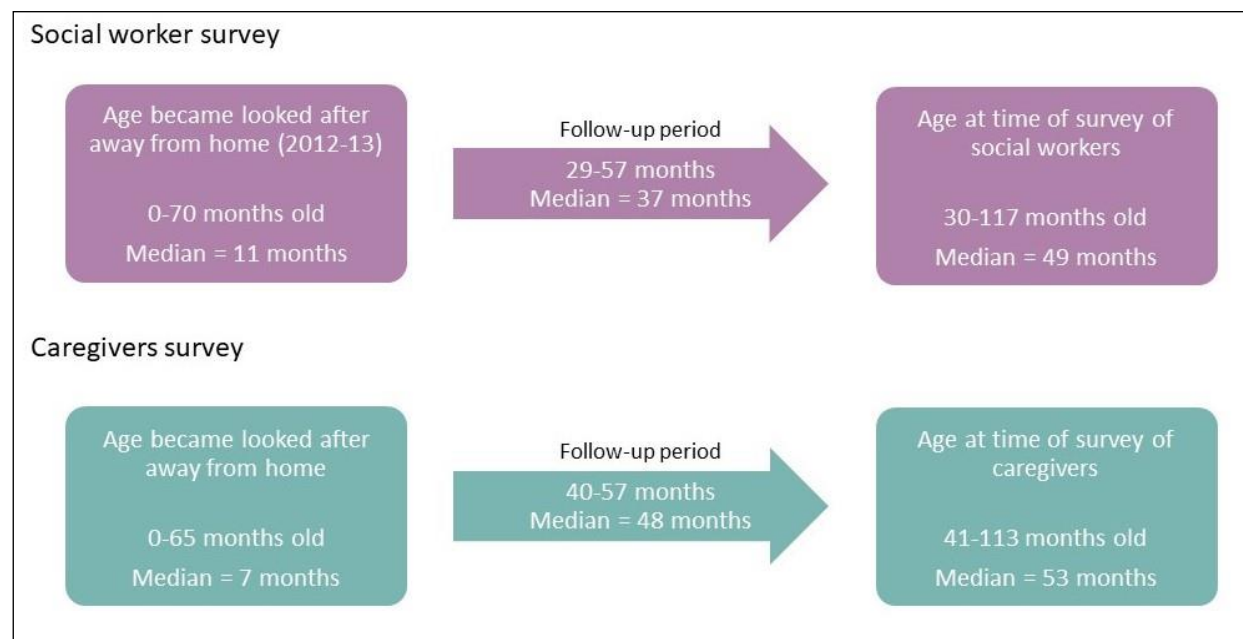 Social worker survey
Age became looked after
away from home (2012-13)
0-70 months old
Median = 11 months
Follow-up period
29-57 months
Median = 37 months
Age at time of survey of
social workers
30-117 months old
Median = 49 months
Caregivers survey
Age became looked after
away from home
0-65 months old
Median = 7 months
Follow-up period
40-57 months
Median = 48 months
Age at time of survey of
caregivers
41-113 months old
Median = 53 months